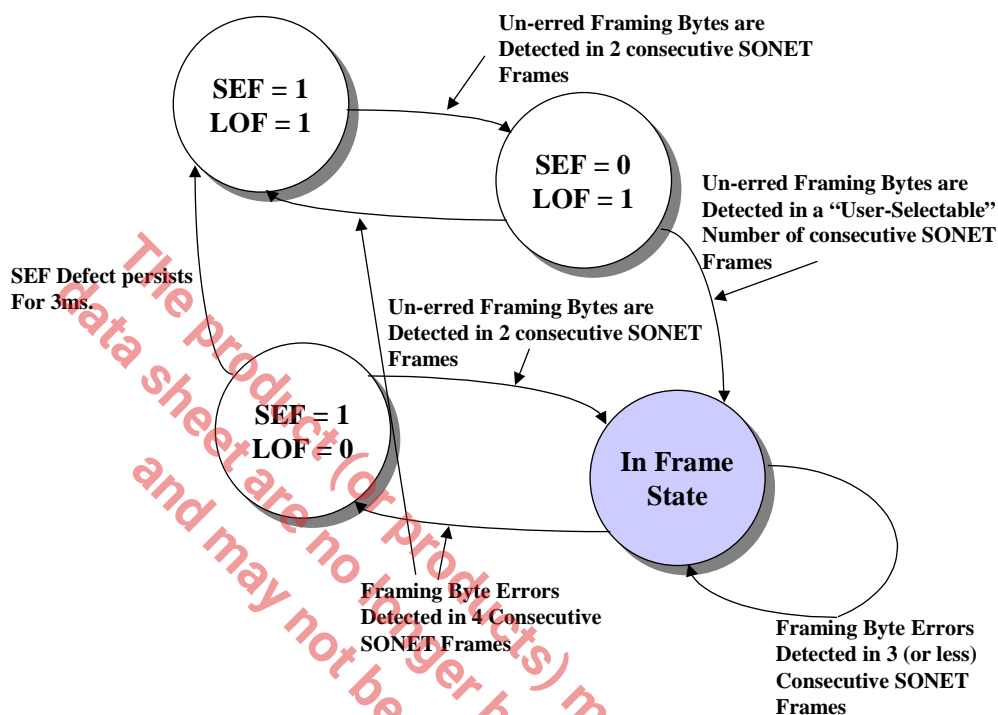 Un-erred Framing Bytes are
Detected in 2 consecutive SONET
Frames
SEF = 1
LOF = 1
SEF = 0
LOF = 1
Un-erred Framing Bytes are
Detected in a “User-Selectable”
Number of consecutive SONET
Frames
SEF Defect persists
For 3ms.
Un-erred Framing Bytes are
Detected in 2 consecutive SONET
Frames
SEF = 1
LOF = 0
In Frame
State
Framing Byte Errors
Detected in 4 Consecutive
SONET Frames
Framing Byte Errors
Detected in 3 (or less)
Consecutive SONET
Frames
The product (or products) m
data sheet are no longer b
and may not be